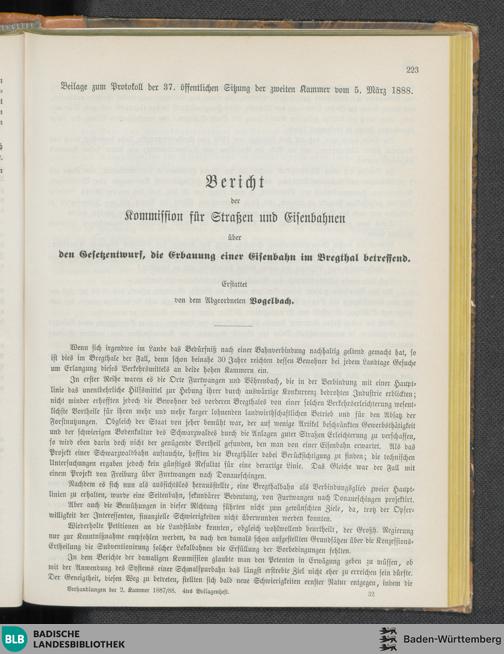 223
Beilage zum Protokoll der 37. öffentlichen Sitzung der zweiten Kammer vom 5. März 1888.
Bericht
der
Kommission für Straßen und Eisenbahnen
über
den Gesetzentwurf, die Erbauung einer Eisenbahn im Bregthal betreffend.
Erstattet
von dem Abgeordneten Vogelbach.
Wenn sich irgendwo im Lande das Bedürfniß nach einer Bahnverbindung nachhaltig geltend gemacht hat, so
ist dies im Bregthale der Fall, denn schon beinahe 30 Jahre reichten dessen Bewohner bei jedem Landtage Gesuche
um Erlangung dieses Verkehrsmittels an beide hohen Kammern ein.
In erster Reihe waren es die Orte Furtwangen und Vöhrenbach, die in der Verbindung mit einer Haupt-
linie das unentbehrliche Hilfsmittel zur Hebung ihrer durch auswärtige Konkurrenz bedrohten Industrie erblickten;
nicht minder erhofften jedoch die Bewohner des vorderen Bregthales von einer solchen Verkehrserleichterung wesent-
lichste Vortheile für ihren mehr und mehr karger lohnenden landwirthschaftlichen Betrieb und für den Absatz der
Forstnutzungen. Obgleich der Staat von jeher bemüht war, der auf wenige Artikel beschränkten Gewerbsthätigkeit
und der schwierigen Bodenkultur des Schwarzwaldes durch die Anlagen guter Straßen Erleichterung zu verschaffen,
so wird eben darin doch nicht der genügende Vortheil gefunden, den man von einer Eisenbahn erwartet. Als das
Projekt einer Schwarzwaldbahn auftauchte, hofften die Bregthäler dabei Berücksichtigung zu finden; die technischen
Untersuchungen ergaben jedoch kein günstiges Resultat für eine derartige Linie. Das Gleiche war der Fall mit
einem Projekt von Freiburg über Furtwangen nach Donaueschingen.
Nachdem es sich nun als aussichtslos herausstellte, eine Bregthalbahn als Verbindungsglied zweier Haupt-
linien zu erhalten, wurde eine Seitenbahn, sekundärer Bedeutung, von Furtwangen nach Donaueschingen projektirt.
Aber auch die Bemühungen in dieser Richtung führten nicht zum gewünschten Ziele, da, trotz der Opfer-
willigkeit der Interessenten, finanzielle Schwierigkeiten nicht überwunden werden konnten.
Wiederholte Petitionen an die Landstände konnten, obgleich wohlwollend beurtheilt, der Großh. Regierung
nur zur Kenntnißnahme empfohlen werden, da nach den damals schon aufgestellten Grundsätzen über die Konzessions-
Ertheilung die Subventionirung solcher Lokalbahnen die Erfüllung der Vorbedingungen fehlten.
In dem Berichte der damaligen Kommission glaubte man den Petenten in Erwägung geben zu müssen, ob
mit der Anwendung des Systems einer Schmalspurbahn das längst erstrebte Ziel nicht eher zu erreichen sein dürfte.
Der Geneigtheit, diesen Weg zu betreten, stellten sich bald neue Schwierigkeiten ernster Natur entgegen, indem die
Verhandlungen der 2. Kammer 1887/88. 4tes Beilagenheft.
32
BLB
BADISCHE
LANDESBIBLIOTHEK
Baden-Württemberg